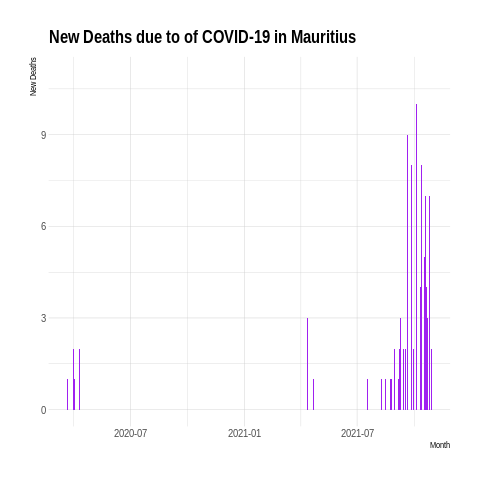 New Deaths due to of COVID-19 in Mauritius
New Deaths
9
6
3
0
2020-07 2021-01 2021-07
Month